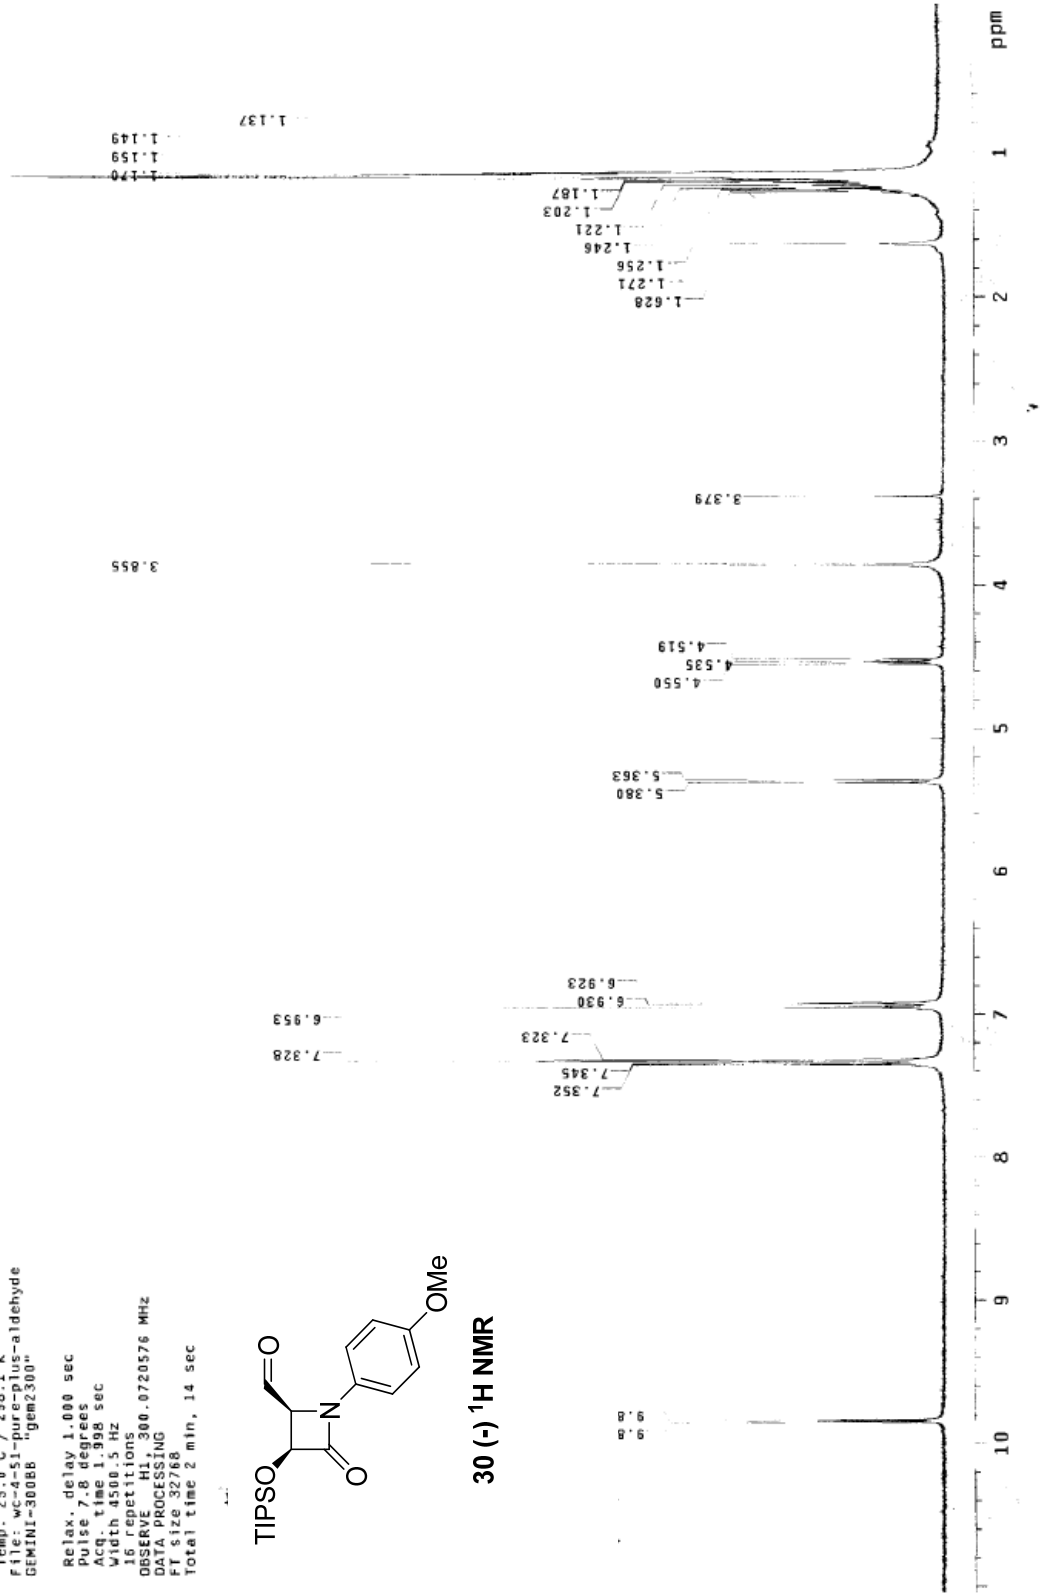 File: wc-4-51-pure-plus-aldehyde
GEMINI-300BB "gem2300"
Relax. delay 1.000 sec
Pulse 7.8 degrees
Acq. time 1.998 sec
Width 4500.5 Hz
16 repetitions
OBSERVE H1, 300.0720576 MHz
DATA PROCESSING
FT size 32768
Total time 2 min, 14 sec
TIPSO
O
N
O
OMe
30 (-) ¹H NMR
9.8
9.8
7.352
7.345
7.328
7.323
6.953
6.930
6.923
5.380
5.363
4.550
4.535
4.519
3.855
3.379
1.628
1.271
1.256
1.246
1.221
1.203
1.187
1.170
1.159
1.149
1.137
10 9 8 7 6 5 4 3 2 1 ppm